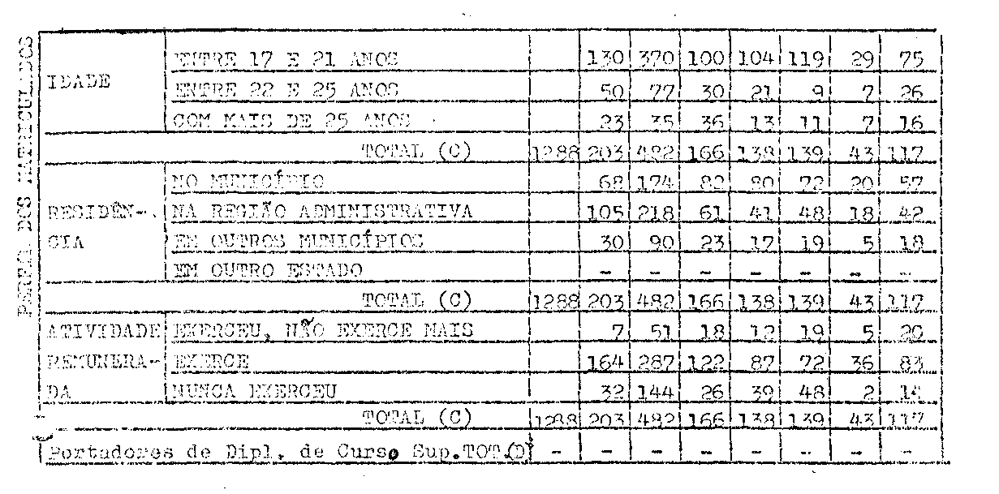 PERFIL DOS MATRICULADOS
IDADE
ENTRE 17 E 21 ANOS 130 370 100 104 119 29 75
ENTRE 22 E 25 ANOS 50 77 30 21 9 7 26
COM MAIS DE 25 ANOS 23 35 36 13 11 7 16
TOTAL (C) 1288 203 482 166 138 139 43 117
NO MUNICÍPIO 68 174 82 80 72 20 57
RESIDÊN- NA REGIÃO ADMINISTRATIVA 105 218 61 41 48 18 42
CIA EM OUTROS MUNICÍPIOS 30 90 23 17 19 5 18
EM OUTRO ESTADO - - - - - - -
TOTAL (C) 1288 203 482 166 138 139 43 117
ATIVIDADE EXERCEU, NÃO EXERCE MAIS 7 51 18 12 19 5 20
REMUNERA- EXERCE 164 287 122 87 72 36 83
DA NUNCA EXERCEU 32 144 26 39 48 2 14
TOTAL (C) 1288 203 482 166 138 139 43 117
Portadores de Dipl. de Curso Sup.TOT.(D) - - - - - - - -